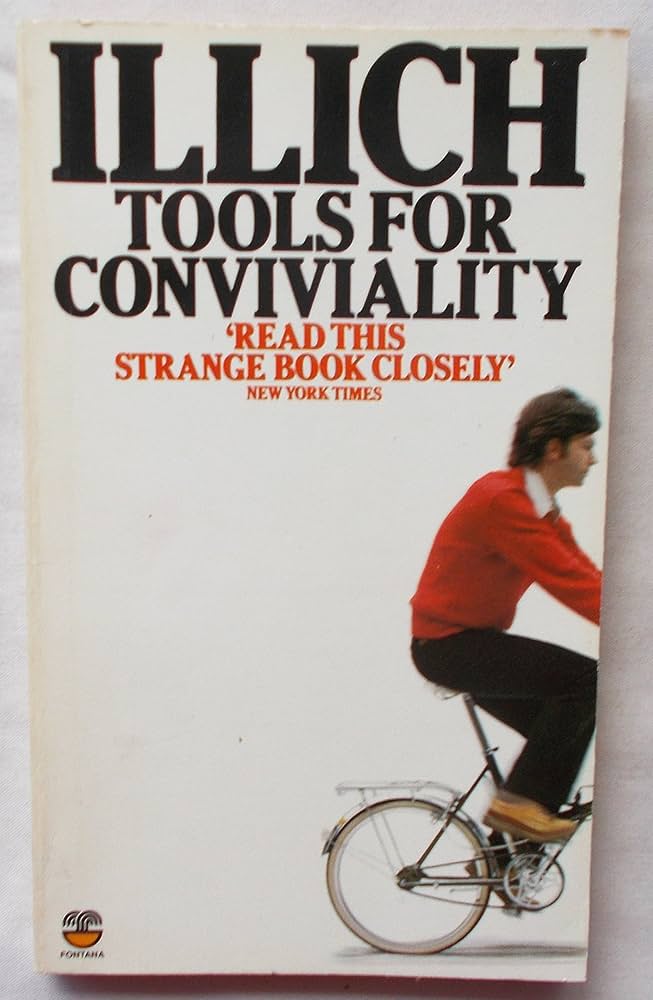 ILLICH
TOOLS FOR
CONVIVIALITY
‘READ THIS
STRANGE BOOK CLOSELY’
NEW YORK TIMES
FONTANA